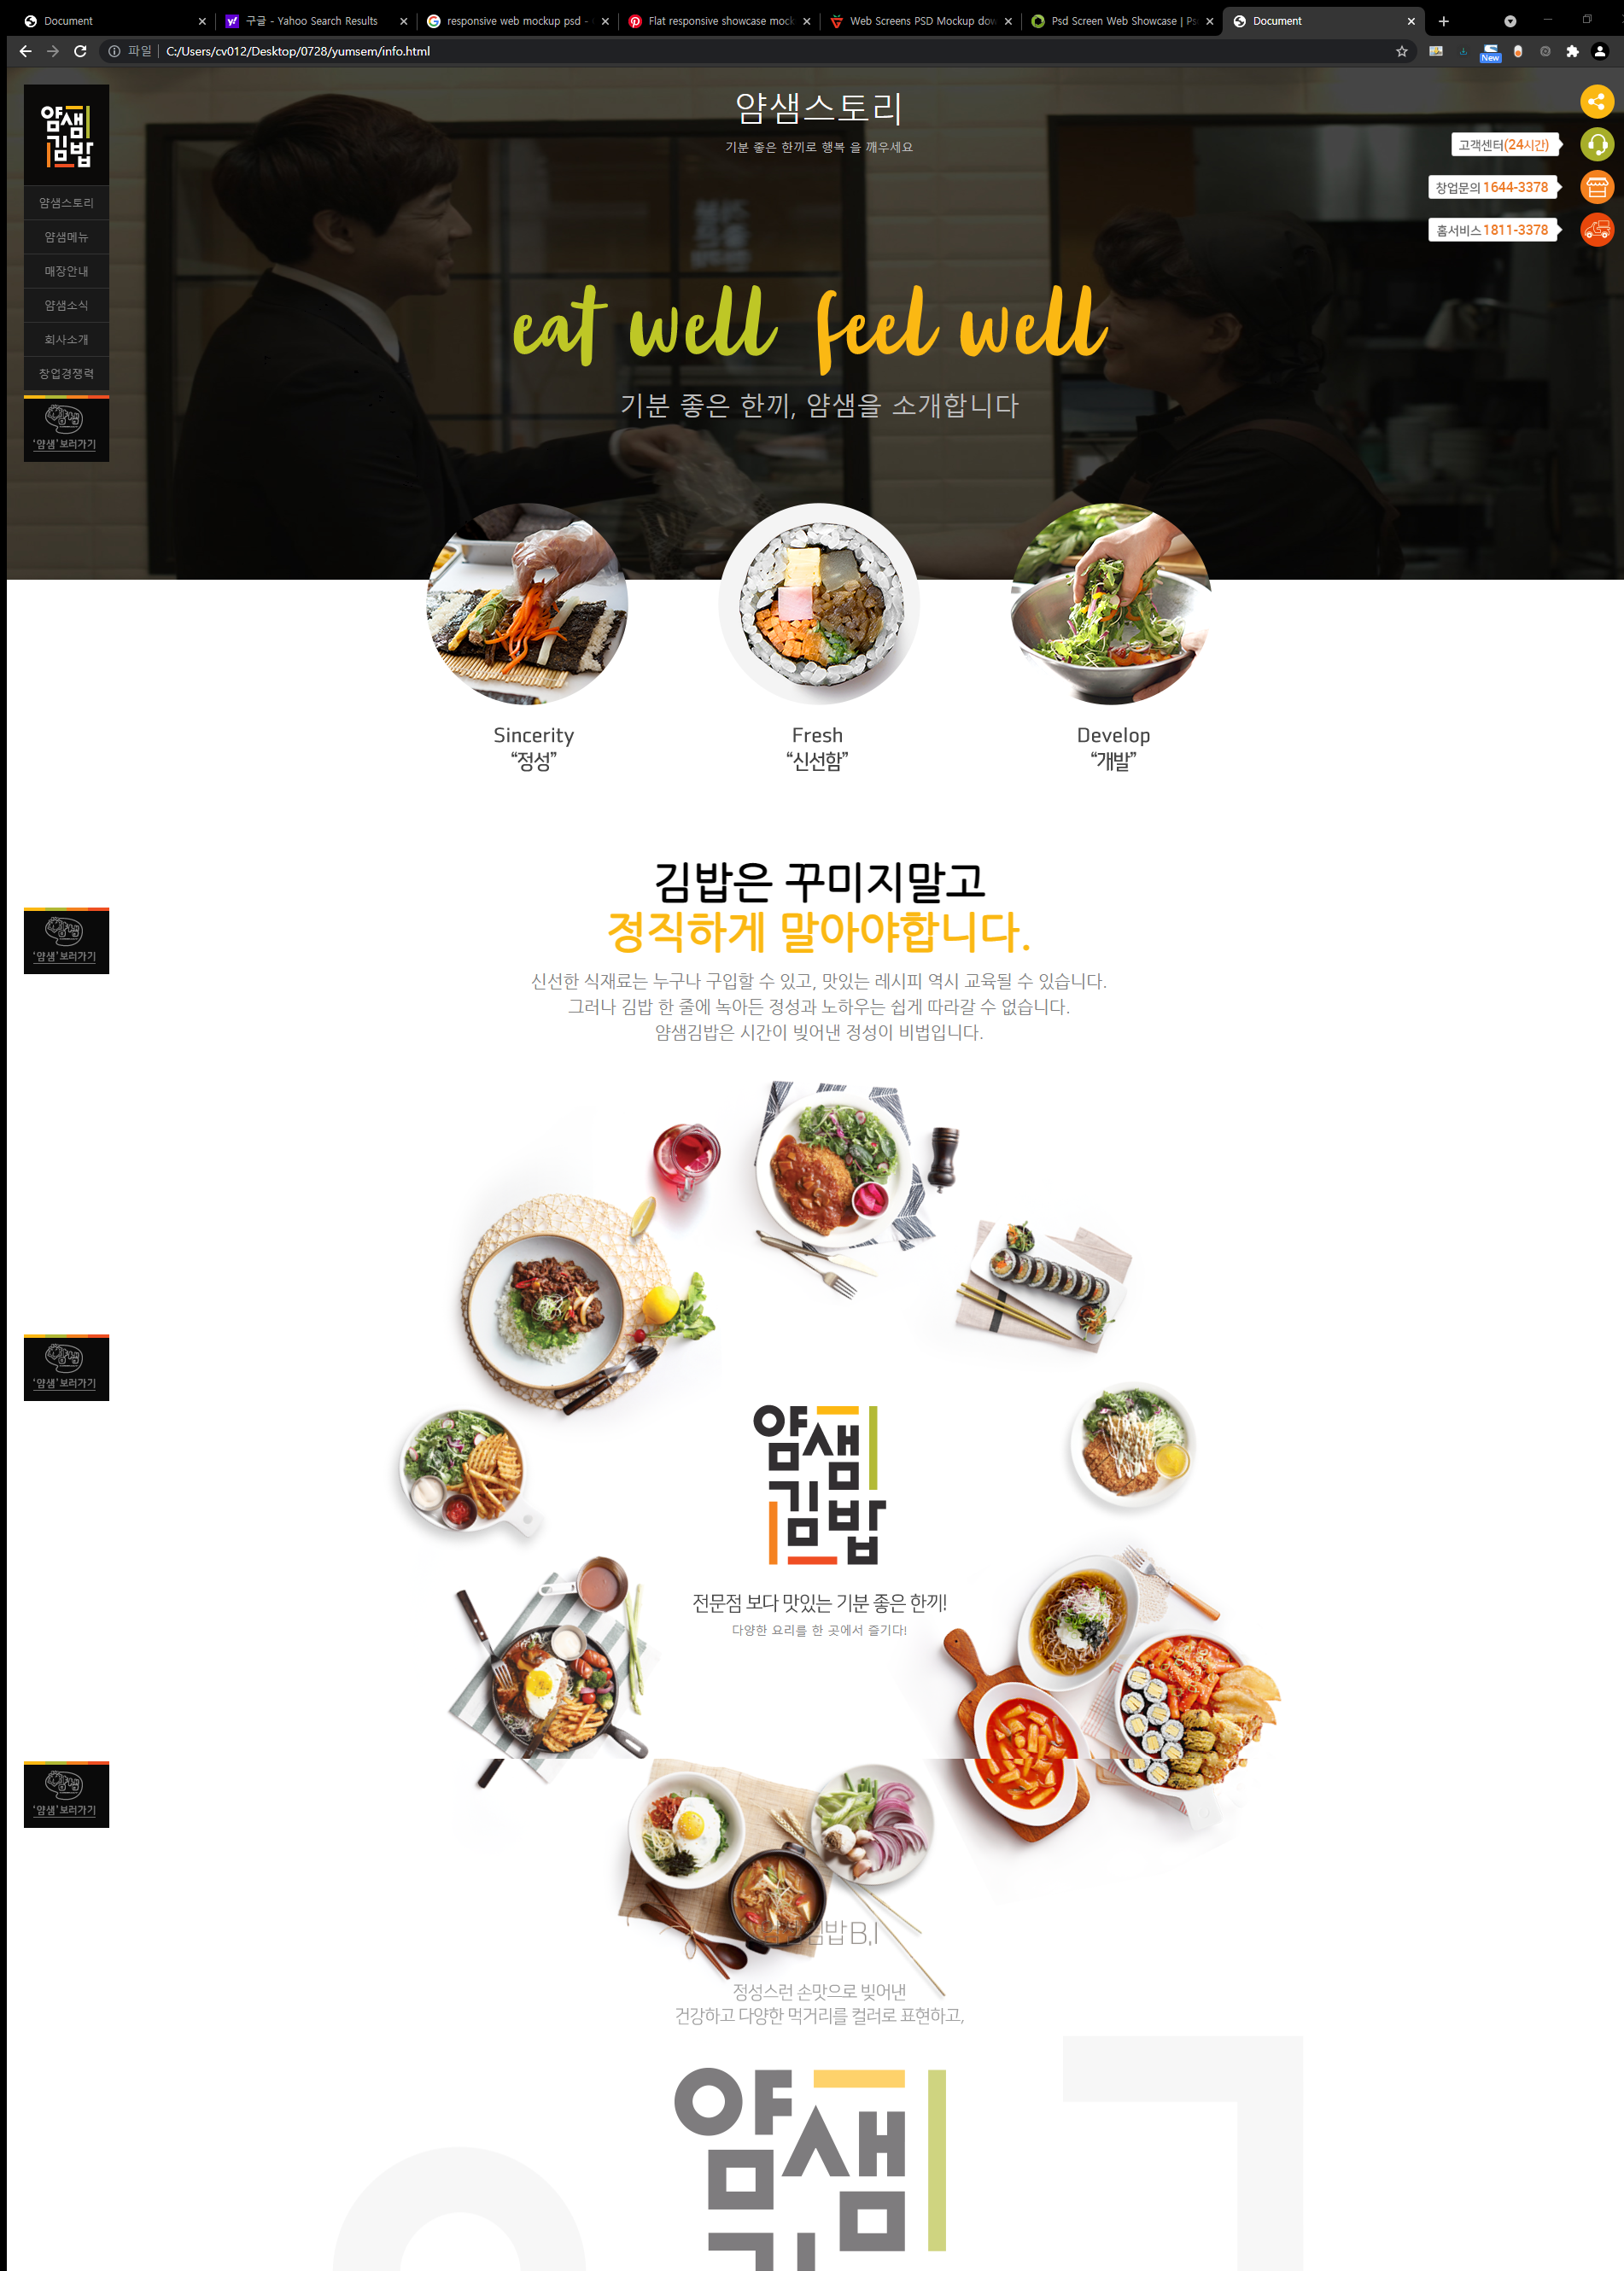 Document
구글 - Yahoo Search Results
responsive web mockup psd -
Flat responsive showcase mock
Web Screens PSD Mockup dow
Psd Screen Web Showcase | Ps
Document
파일 C:/Users/cv012/Desktop/0728/yumsem/info.html
New
얌샘김밥
얌샘스토리
얌샘메뉴
매장안내
얌샘소식
회사소개
창업경쟁력
얌샘
'얌샘'보러가기
얌샘스토리
기분 좋은 한끼로 행복 을 깨우세요
고객센터(24시간)
창업문의 1644-3378
홈서비스 1811-3378
eat well feel well
기분 좋은 한끼, 얌샘을 소개합니다
Sincerity
“정성”
Fresh
“신선함”
Develop
“개발”
김밥은 꾸미지말고
정직하게 말아야합니다.
신선한 식재료는 누구나 구입할 수 있고, 맛있는 레시피 역시 교육될 수 있습니다.
그러나 김밥 한 줄에 녹아든 정성과 노하우는 쉽게 따라갈 수 없습니다.
얌샘김밥은 시간이 빚어낸 정성이 비법입니다.
얌샘
'얌샘'보러가기
얌샘
'얌샘'보러가기
얌샘
김밥
전문점 보다 맛있는 기분 좋은 한끼!
다양한 요리를 한 곳에서 즐기다!
얌샘
'얌샘'보러가기
김밥 B,I
정성스런 손맛으로 빚어낸
건강하고 다양한 먹거리를 컬러로 표현하고,
얌샘